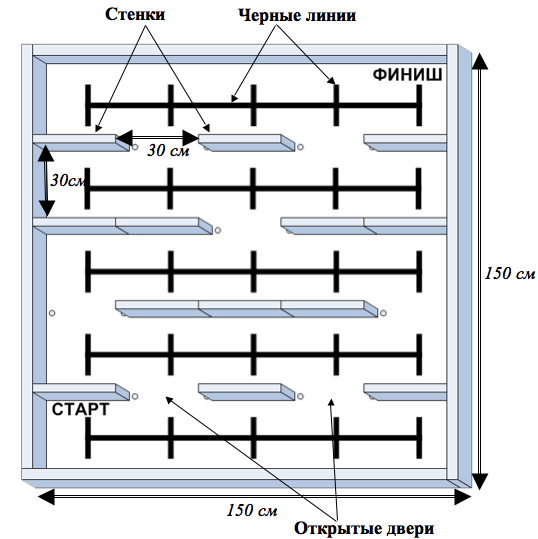 Стенки
Черные линии
ФИНИШ
30 см
30см
150 см
СТАРТ
150 см
Открытые двери